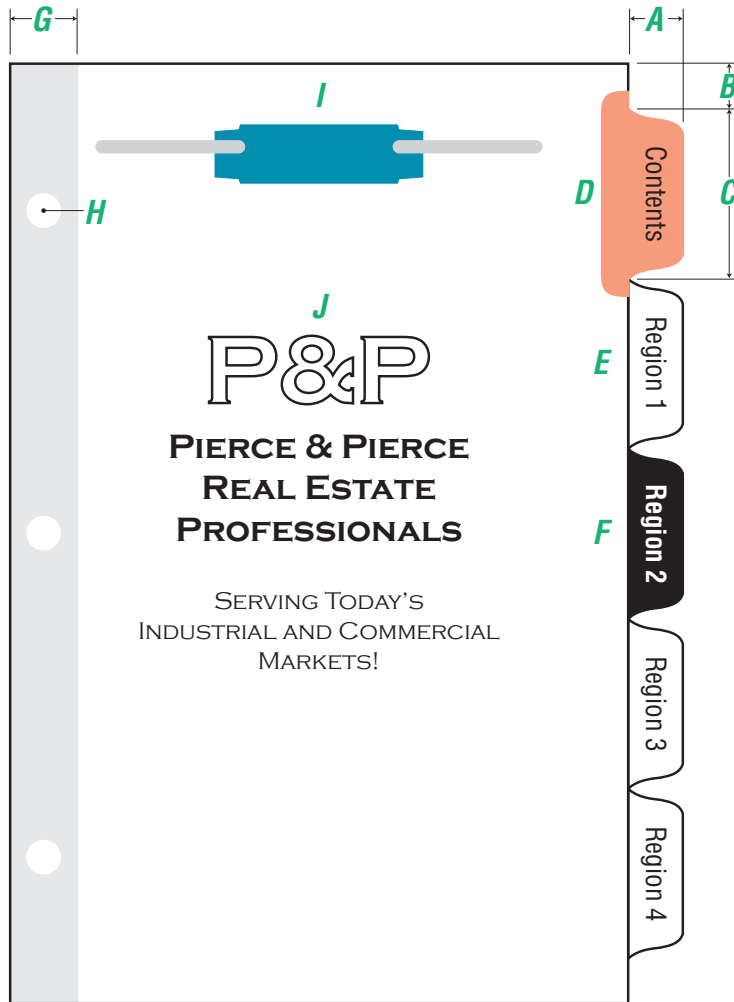 G
A
B
I
Contents
D
C
H
J
Region 1
E
P&P
PIERCE & PIERCE
REAL ESTATE
PROFESSIONALS
Region 2
F
SERVING TODAY'S
INDUSTRIAL AND COMMERCIAL
MARKETS!
Region 3
Region 4